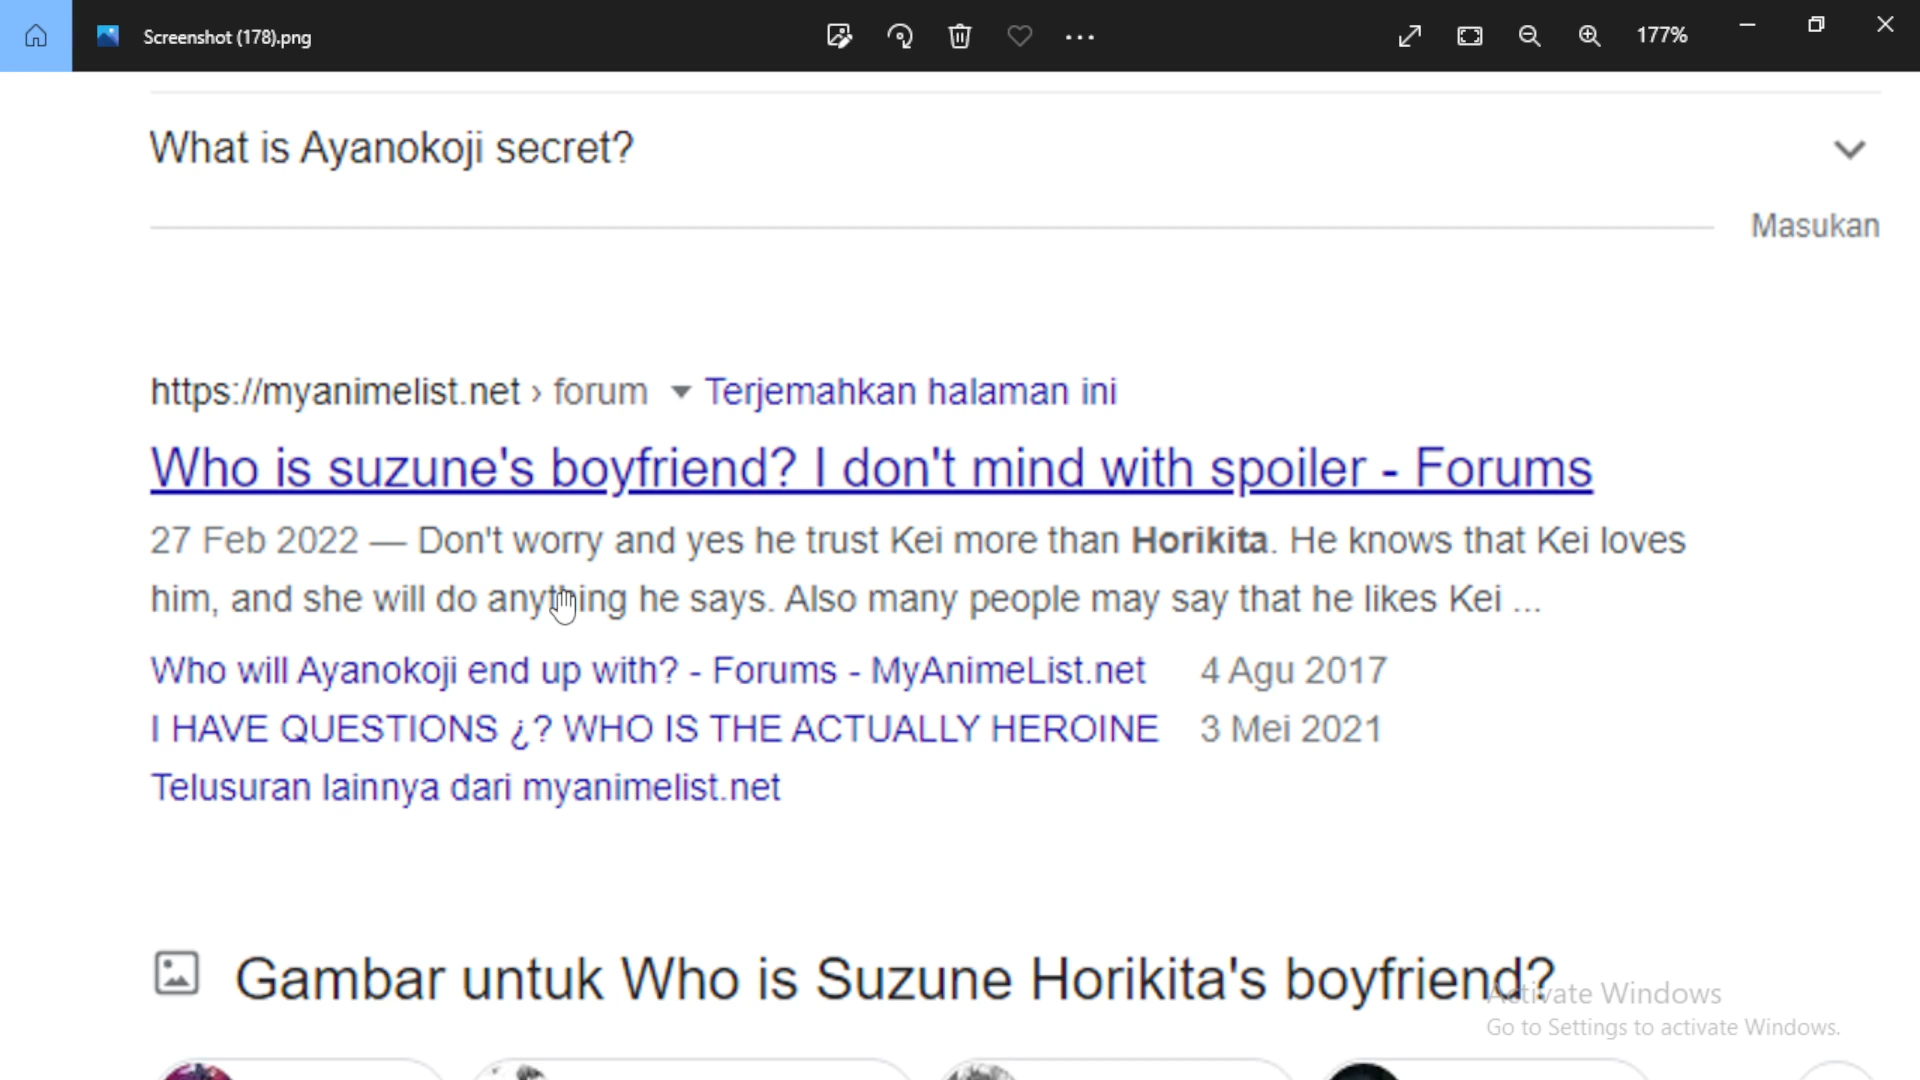 Screenshot (178).png
177%
What is Ayanokoji secret?
Masukan
https://myanimelist.net › forum ▼ Terjemahkan halaman ini
Who is suzune's boyfriend? I don't mind with spoiler - Forums
27 Feb 2022 — Don't worry and yes he trust Kei more than Horikita. He knows that Kei loves
him, and she will do anything he says. Also many people may say that he likes Kei ...
Who will Ayanokoji end up with? - Forums - MyAnimeList.net 4 Agu 2017
I HAVE QUESTIONS ¿? WHO IS THE ACTUALLY HEROINE 3 Mei 2021
Telusuran lainnya dari myanimelist.net
Gambar untuk Who is Suzune Horikita's boyfriend?
Activate Windows
Go to Settings to activate Windows.